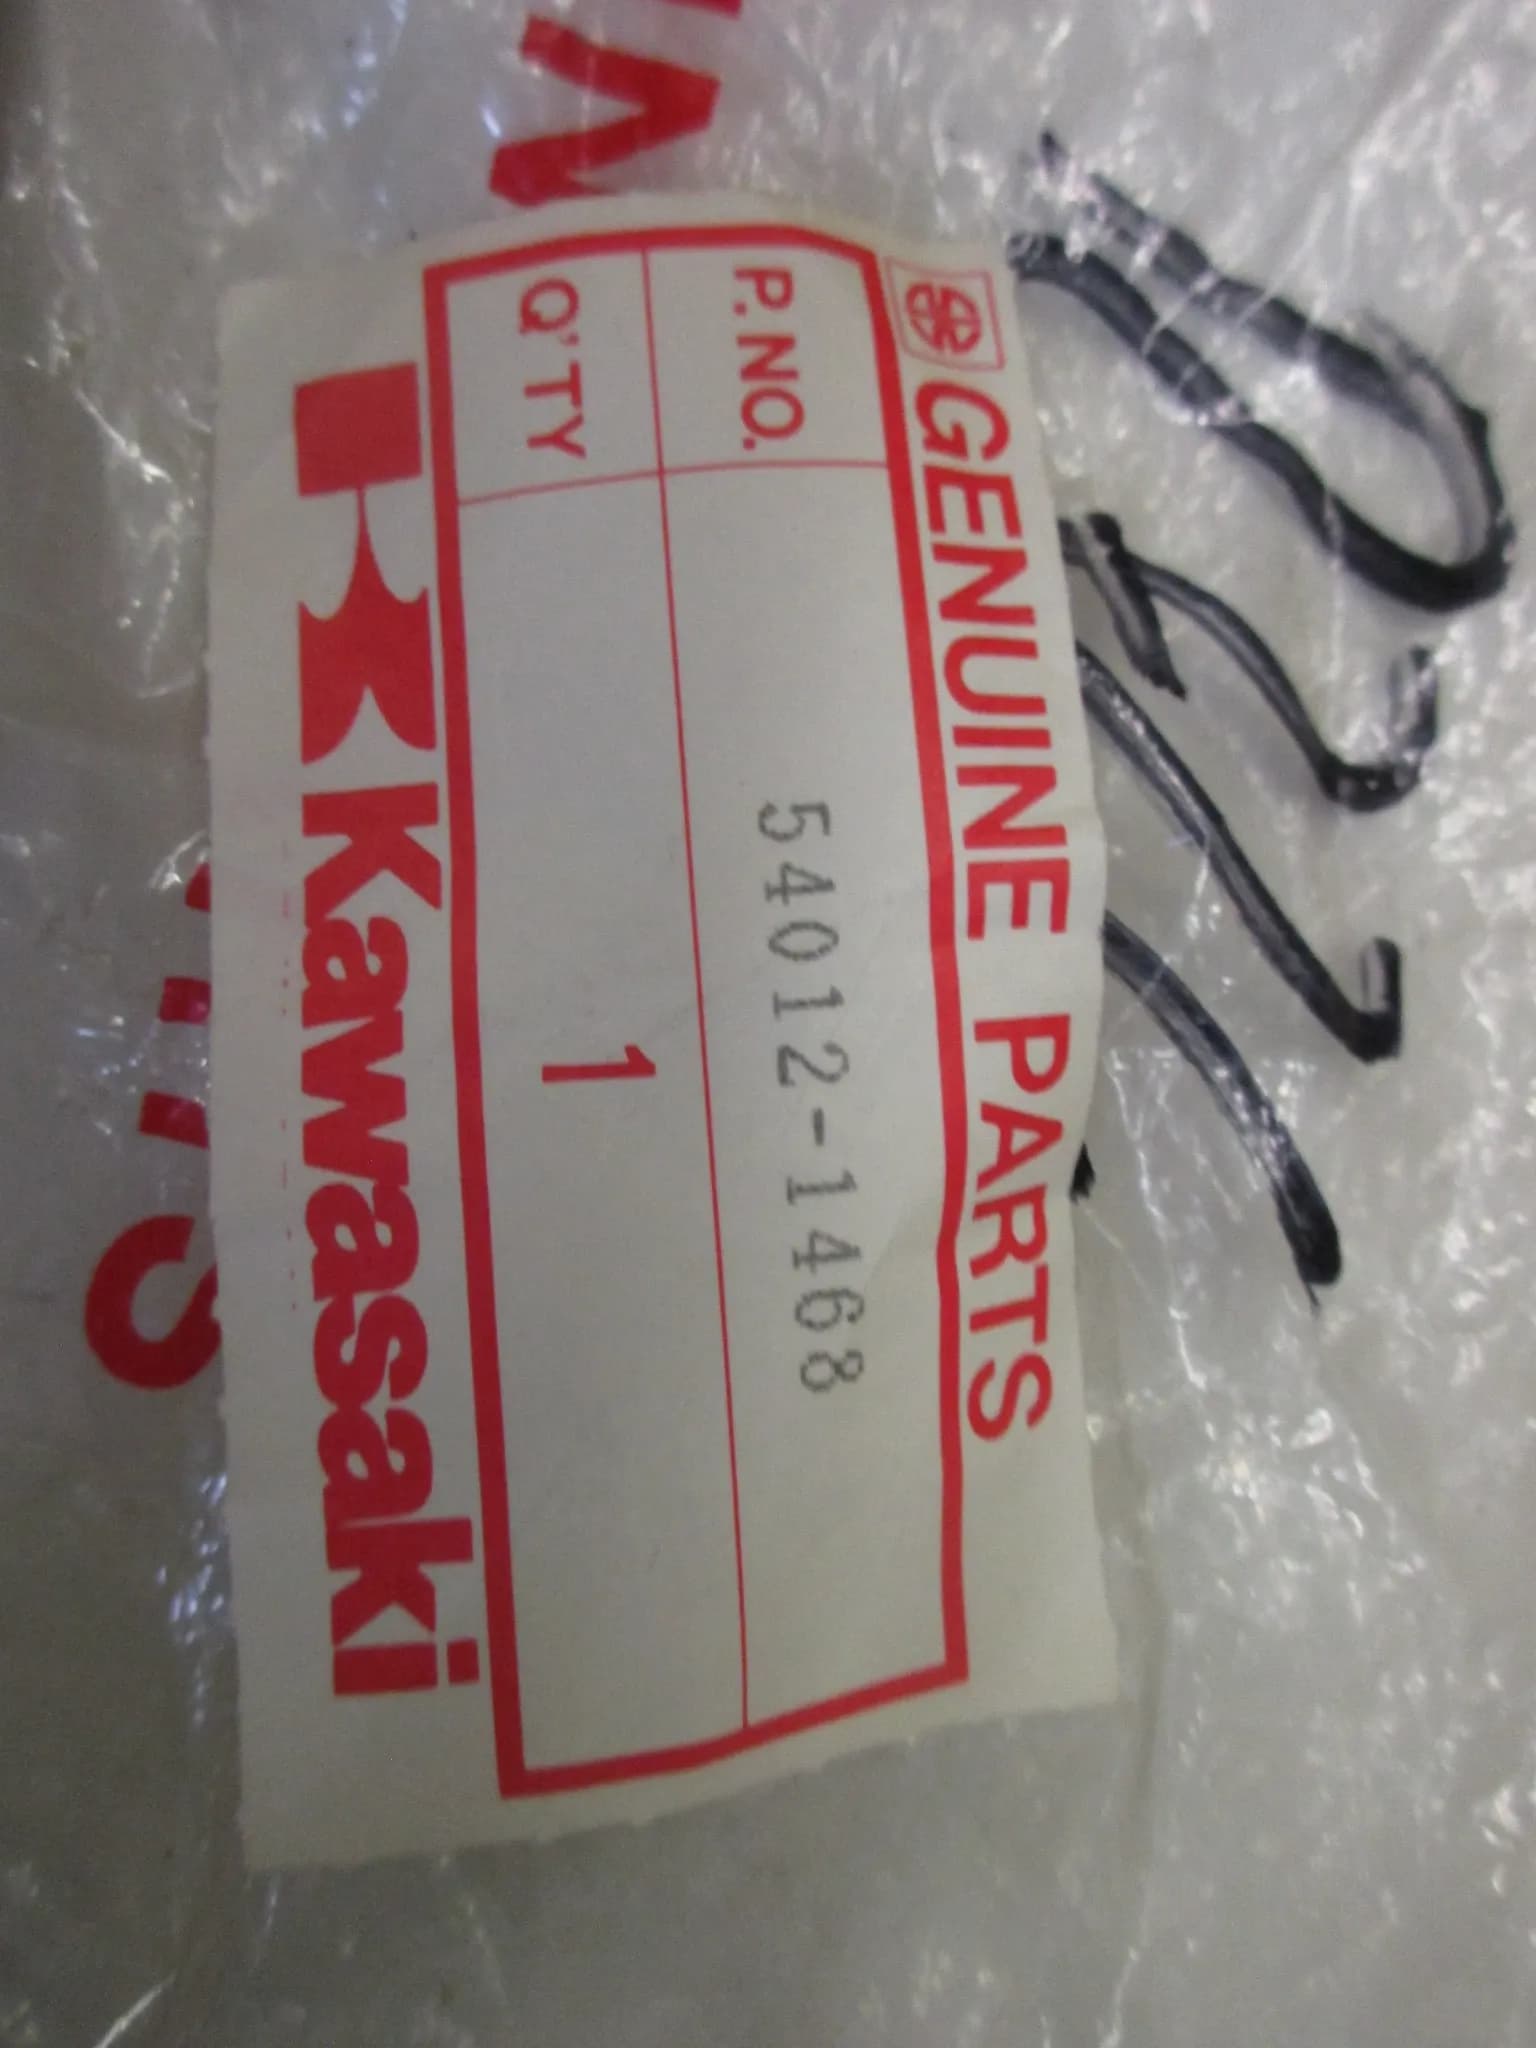 GENUINE PARTS
P. NO. 54012-1468
Q'TY 1
Kawasaki